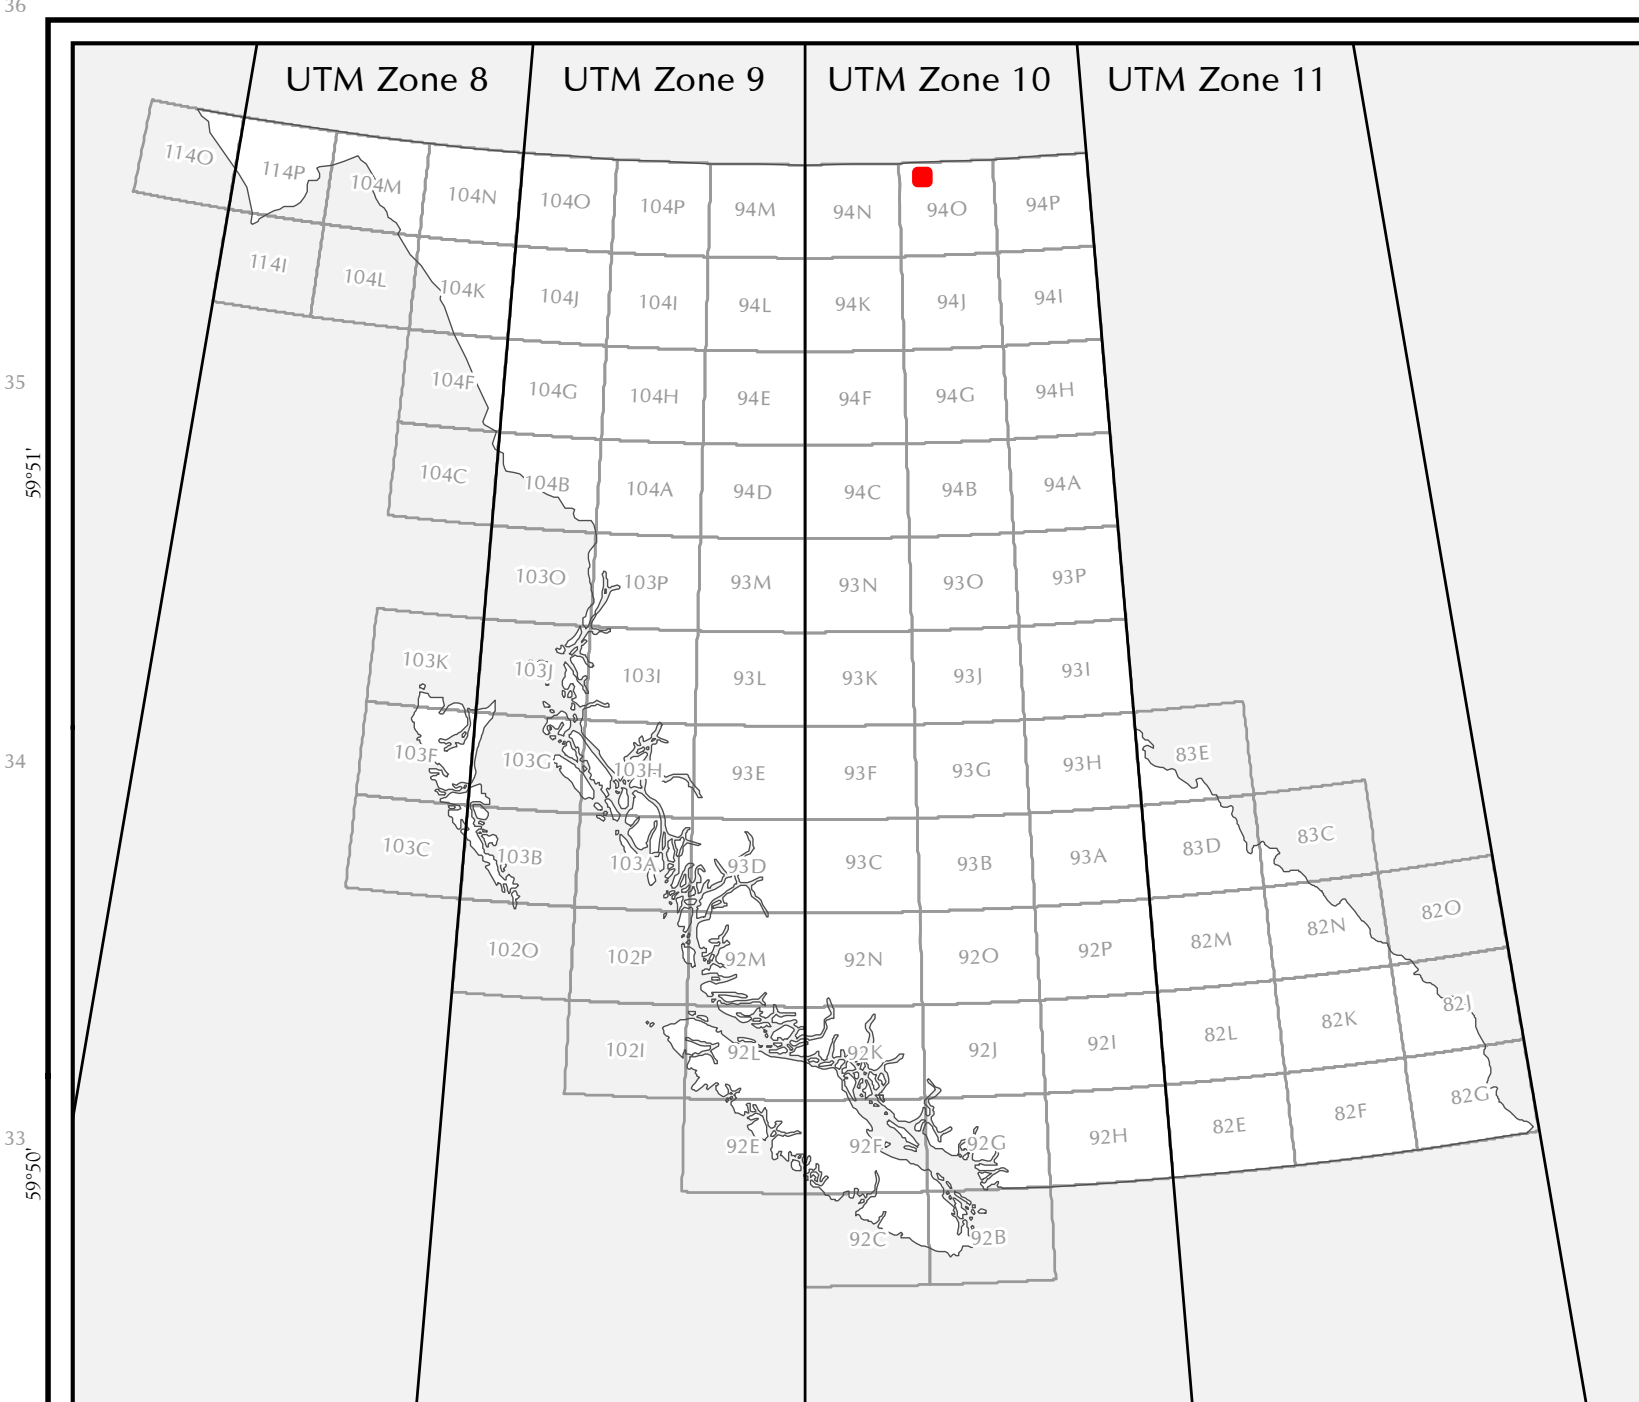 36
UTM Zone 8 UTM Zone 9 UTM Zone 10 UTM Zone 11
114O 114P 104M 104N 104O 104P 94M 94N 94O 94P
114I 104L 104K 104J 104I 94L 94K 94J 94I
35
104F 104G 104H 94E 94F 94G 94H
59°51'
104C 104B 104A 94D 94C 94B 94A
103O 103P 93M 93N 93O 93P
103K 103J 103I 93L 93K 93J 93I
34
103F 103G 103H 93E 93F 93G 93H 83E
103C 103B 103A 93D 93C 93B 93A 83D 83C
102O 102P 92M 92N 92O 92P 82M 82N 82O
102I 92L 92K 92J 92I 82L 82K 82J
33
59°50'
92E 92F 92G 92H 82E 82F 82G
92C 92B